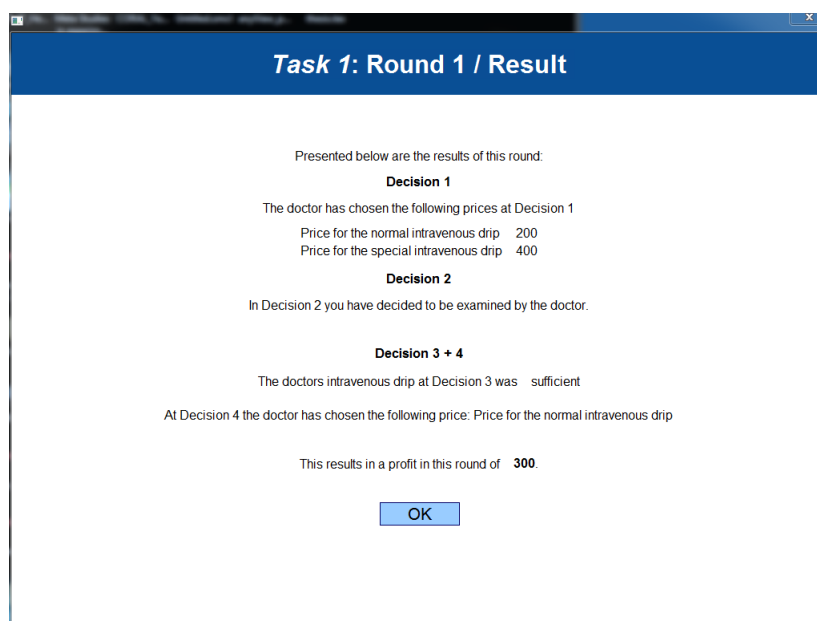 Task 1: Round 1 / Result
Presented below are the results of this round:
Decision 1
The doctor has chosen the following prices at Decision 1
Price for the normal intravenous drip 200
Price for the special intravenous drip 400
Decision 2
In Decision 2 you have decided to be examined by the doctor.
Decision 3 + 4
The doctors intravenous drip at Decision 3 was sufficient
At Decision 4 the doctor has chosen the following price: Price for the normal intravenous drip
This results in a profit in this round of 300.
OK